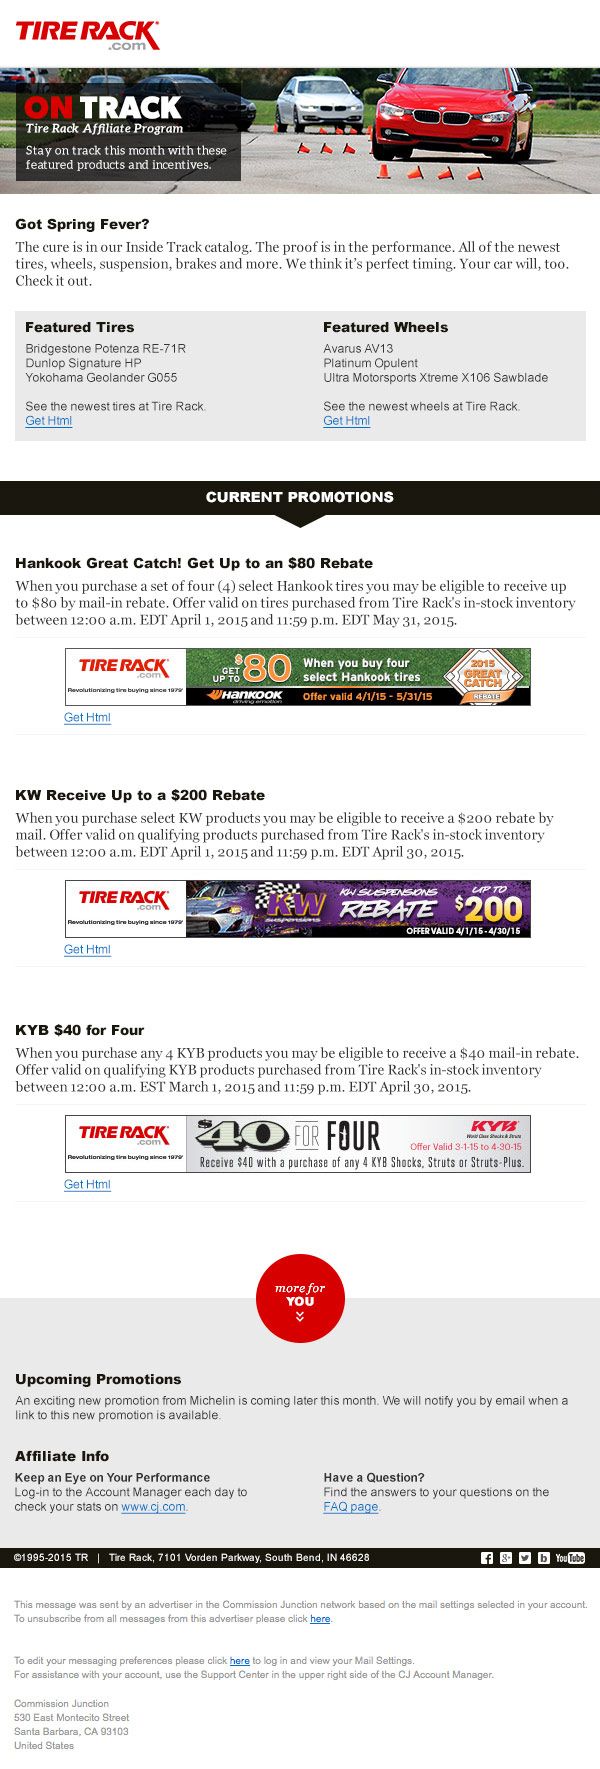 TIRE RACK
.com
ON TRACK
Tire Rack Affiliate Program
Stay on track this month with these
featured products and incentives.
Got Spring Fever?
The cure is in our Inside Track catalog. The proof is in the performance. All of the newest
tires, wheels, suspension, brakes and more. We think it's perfect timing. Your car will, too.
Check it out.
Featured Tires
Bridgestone Potenza RE-71R
Dunlop Signature HP
Yokohama Geolander G055
See the newest tires at Tire Rack.
Get Html
Featured Wheels
Avarus AV13
Platinum Opulent
Ultra Motorsports Xtreme X106 Sawblade
See the newest wheels at Tire Rack.
Get Html
CURRENT PROMOTIONS
Hankook Great Catch! Get Up to an $80 Rebate
When you purchase a set of four (4) select Hankook tires you may be eligible to receive up
to $80 by mail-in rebate. Offer valid on tires purchased from Tire Rack's in-stock inventory
between 12:00 a.m. EDT April 1, 2015 and 11:59 p.m. EDT May 31, 2015.
TIRE RACK
.com
Revolutionizing tire buying since 1979
GET UP TO $80
HANKOOK
driving emotion
When you buy four
select Hankook tires
Offer valid 4/1/15 - 5/31/15
2015
GREAT
CATCH
REBATE
Get Html
KW Receive Up to a $200 Rebate
When you purchase select KW products you may be eligible to receive a $200 rebate by
mail. Offer valid on qualifying products purchased from Tire Rack's in-stock inventory
between 12:00 a.m. EDT April 1, 2015 and 11:59 p.m. EDT April 30, 2015.
TIRE RACK
.com
Revolutionizing tire buying since 1979
KW
suspensions
KW SUSPENSIONS
REBATE
UP TO
$200
OFFER VALID 4/1/15 - 4/30/15
Get Html
KYB $40 for Four
When you purchase any 4 KYB products you may be eligible to receive a $40 mail-in rebate.
Offer valid on qualifying KYB products purchased from Tire Rack's in-stock inventory
between 12:00 a.m. EST March 1, 2015 and 11:59 p.m. EDT April 30, 2015.
TIRE RACK
.com
Revolutionizing tire buying since 1979
$40 FOR FOUR
KYB
World Class Shocks & Struts
Offer Valid 3-1-15 to 4-30-15
Receive $40 with a purchase of any 4 KYB Shocks, Struts or Struts-Plus.
Get Html
more for
YOU
Upcoming Promotions
An exciting new promotion from Michelin is coming later this month. We will notify you by email when a
link to this new promotion is available.
Affiliate Info
Keep an Eye on Your Performance
Log-in to the Account Manager each day to
check your stats on www.cj.com.
Have a Question?
Find the answers to your questions on the
FAQ page.
©1995-2015 TR | Tire Rack, 7101 Vorden Parkway, South Bend, IN 46628
f g+ b YouTube
This message was sent by an advertiser in the Commission Junction network based on the mail settings selected in your account.
To unsubscribe from all messages from this advertiser please click here.
To edit your messaging preferences please click here to log in and view your Mail Settings.
For assistance with your account, use the Support Center in the upper right side of the CJ Account Manager.
Commission Junction
530 East Montecito Street
Santa Barbara, CA 93103
United States